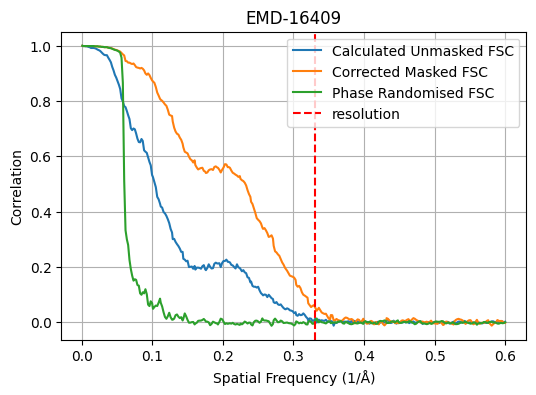 EMD-16409
Calculated Unmasked FSC
Corrected Masked FSC
Phase Randomised FSC
resolution
Correlation
1.0
0.8
0.6
0.4
0.2
0.0
0.0 0.1 0.2 0.3 0.4 0.5 0.6
Spatial Frequency (1/Å)